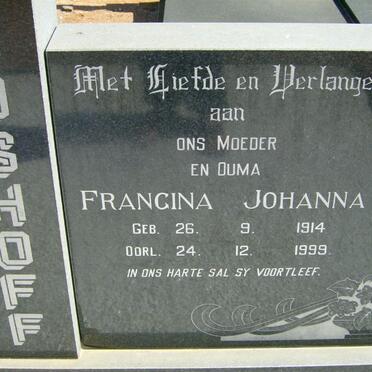 Met Liefde en Verlange
aan
ONS MOEDER
EN OUMA
FRANCINA JOHANNA
GEB. 26. 9. 1914
OORL. 24. 12. 1999.
IN ONS HARTE SAL SY VOORTLEEF.
OSHOFF